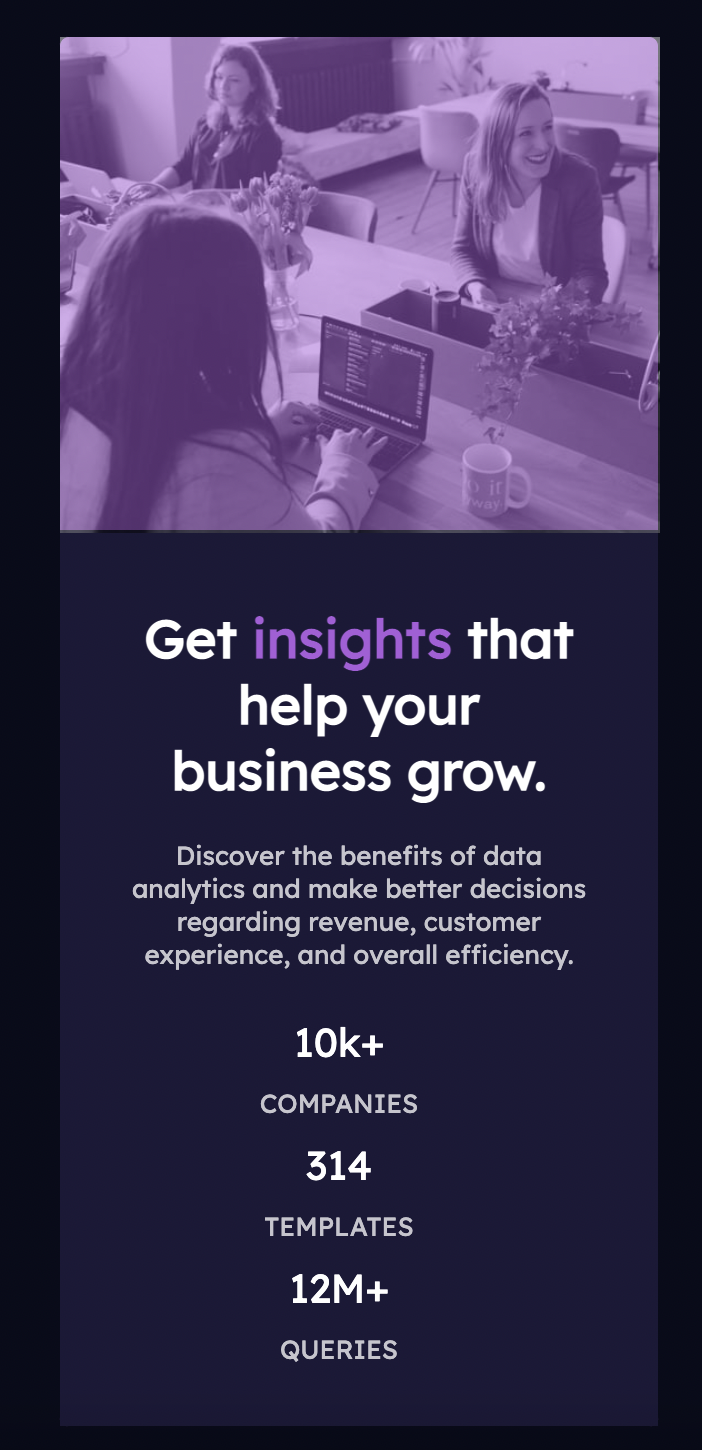 Get insights that
help your
business grow.
Discover the benefits of data
analytics and make better decisions
regarding revenue, customer
experience, and overall efficiency.
10k+
COMPANIES
314
TEMPLATES
12M+
QUERIES